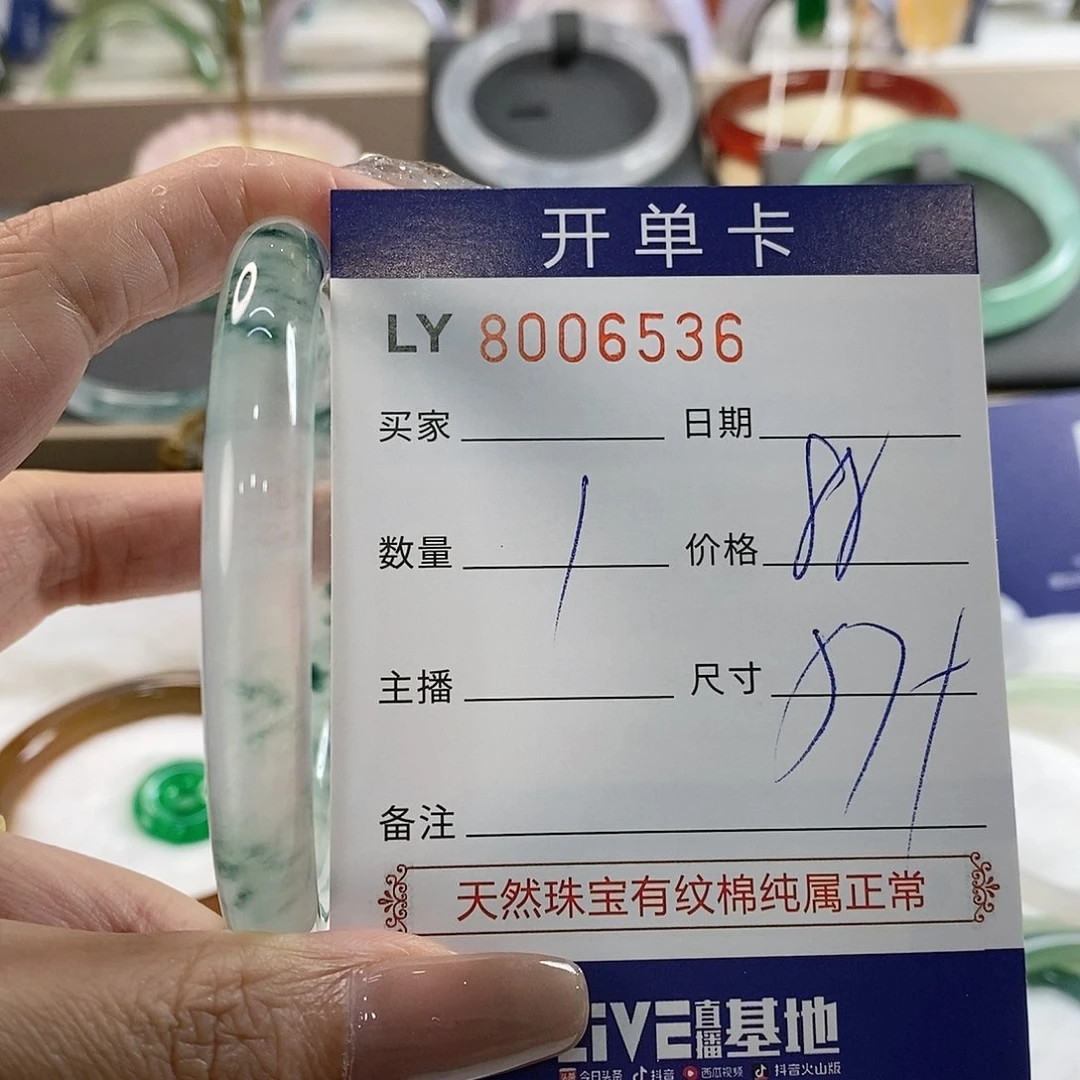 开单卡
LY 8006536
买家 日期
数量 1 价格 88
主播 尺寸 57+
备注
天然珠宝有纹棉纯属正常
LIVE直播基地
今日头条 抖音 西瓜视频 抖音火山版